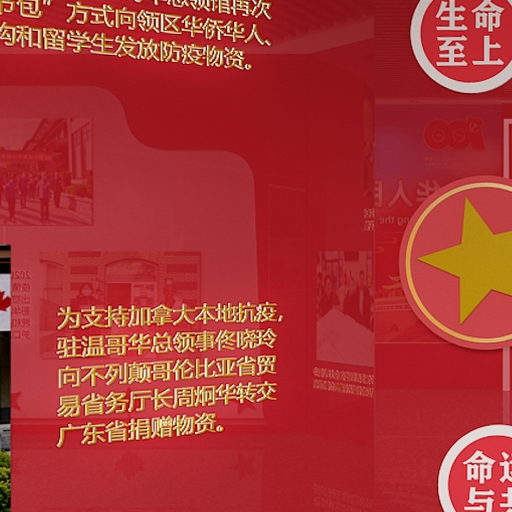 方式向领区华侨华人、
和留学生发放防疫物资。
生命
至上
为支持加拿大本地抗疫,
驻温哥华总领事佟晓玲
向不列颠哥伦比亚省贸
易省务厅长周炯华转交
广东省捐赠物资。
命运
与共